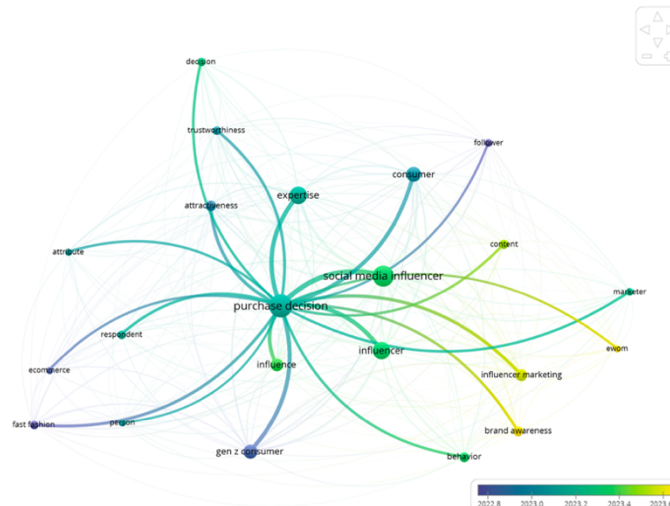 decision
trustworthiness
follower
consumer
expertise
attractiveness
content
attribute
social media influencer
marketer
purchase decision
respondent
influencer
ewom
influence
ecommerce
influencer marketing
fast fashion
person
brand awareness
gen z consumer
behavior
2022.8 2023.0 2023.2 2023.4